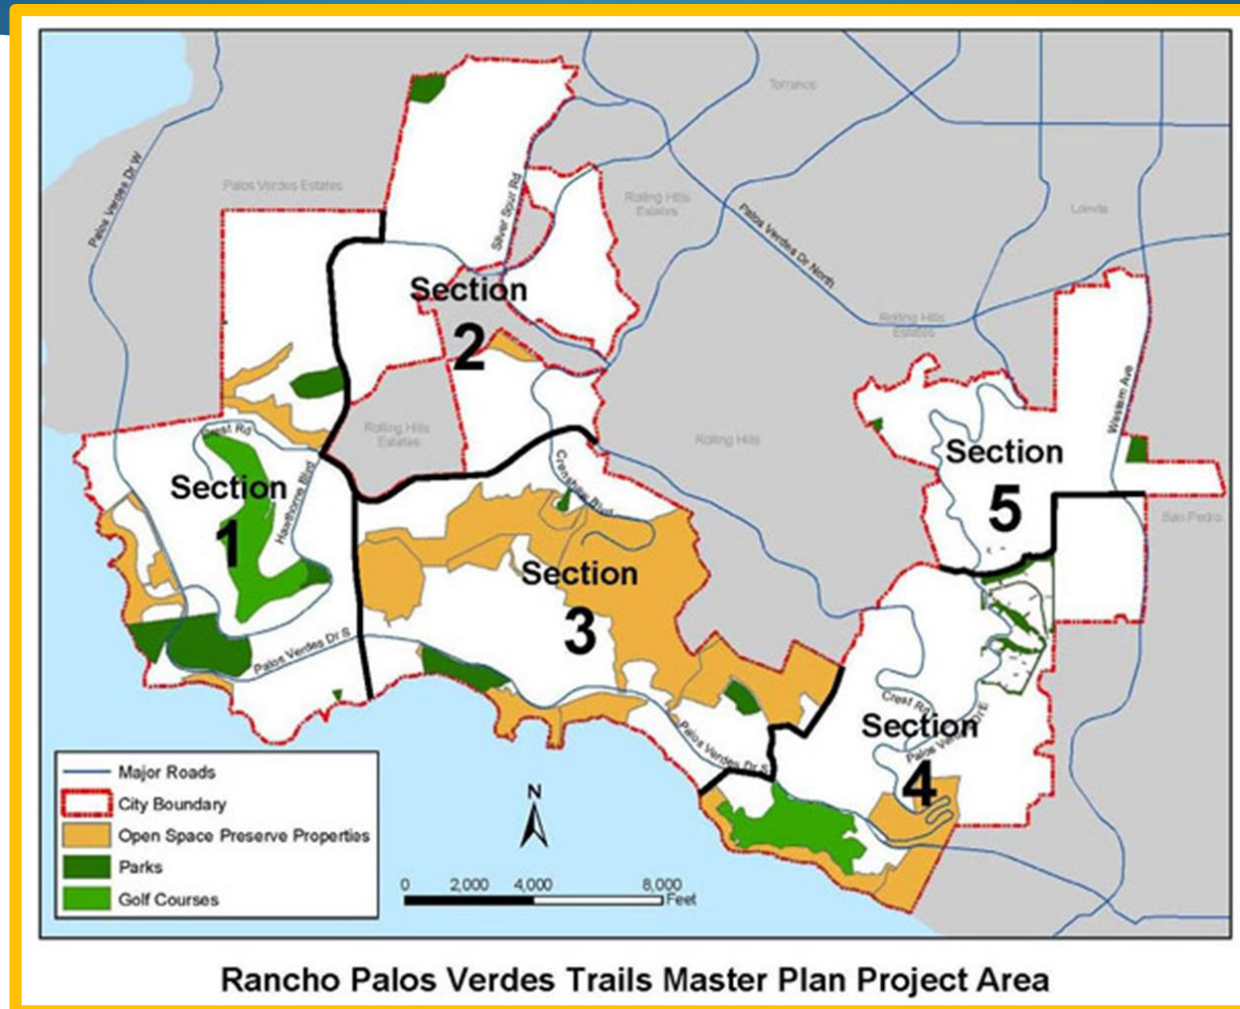 Torrance
Palos Verdes Dr W
Palos Verdes Estates
Silver Spur Rd
Rolling Hills
Estates
Palos Verdes Dr North
Lomita
Section
2
Rolling Hills
Estates
Western Ave
Rolling Hills
Estates
Rolling Hills
Crest Rd
Section
1
Hawthorne Blvd
Crenshaw Blvd
Section
5
San Pedro
Section
3
Palos Verdes Dr S
Crest Rd
Section
4
Palos Verdes Dr E
Palos Verdes Dr S
Major Roads
City Boundary
Open Space Preserve Properties
Parks
Golf Courses
N
0 2,000 4,000 8,000
Feet
Rancho Palos Verdes Trails Master Plan Project Area